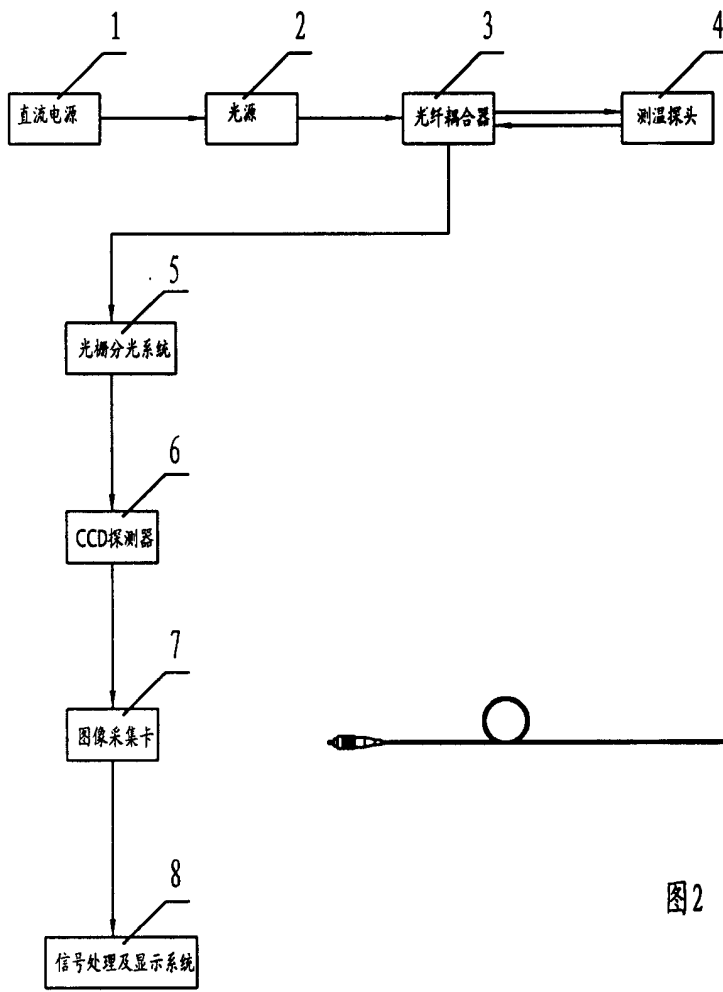 1
2
3
4
直流电源
光源
光纤耦合器
测温探头
5
光栅分光系统
6
CCD探测器
7
图像采集卡
8
信号处理及显示系统
图2